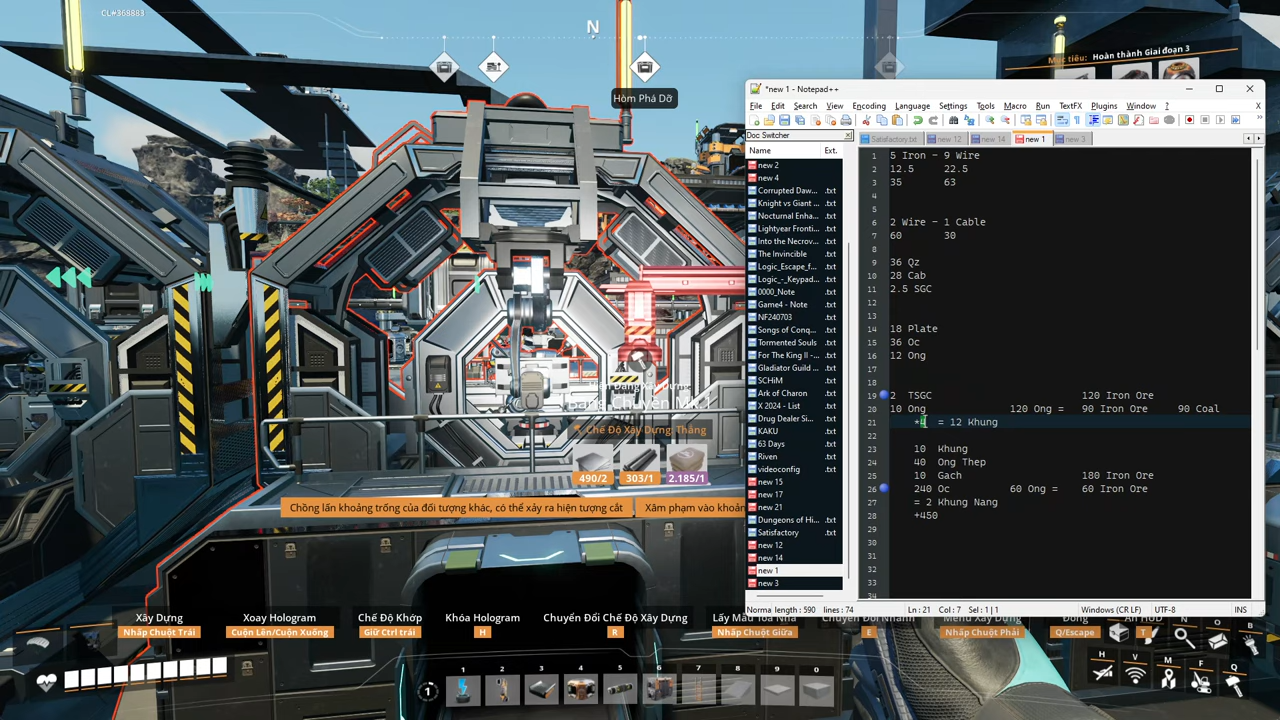 CL#368883
N
Mục tiêu: Hoàn thành Giai đoạn 3
Hòm Phá Dỡ
*new 1 - Notepad++
File Edit Search View Encoding Language Settings Tools Macro Run TextFX Plugins Window ? X
Doc Switcher
Satisfactory.txt new 12 new 14 new 1 new 3
Name Ext.
new 2
new 4
Corrupted Daw... .txt
Knight vs Giant ... .txt
Nocturnal Enha... .txt
Lightyear Fronti... .txt
Into the Necrov... .txt
The Invincible .txt
Logic_Escape_f... .txt
Logic_-_Keypad... .txt
0000_Note .txt
Game4 - Note .txt
NF240703 .txt
Songs of Conq... .txt
Tormented Souls .txt
For The King II -... .txt
Gladiator Guild ... .txt
SCHiM .txt
Ark of Charon .txt
X 2024 - List .txt
Drug Dealer Si... .txt
KAKU .txt
63 Days .txt
Riven .txt
videoconfig .txt
new 15
new 17
new 21
Dungeons of Hi... .txt
Satisfactory .txt
new 12
new 14
new 1
new 3
1 5 Iron - 9 Wire
2 12.5 22.5
3 35 63
4
5
6 2 Wire - 1 Cable
7 60 30
8
9 36 Qz
10 28 Cab
11 2.5 SGC
12
13
14 18 Plate
15 36 Oc
16 12 Ong
17
18
19 2 TSGC 120 Iron Ore
20 10 Ong 120 Ong = 90 Iron Ore 90 Coal
21 *4 = 12 Khung
22
23 10 Khung
24 40 Ong Thep
25 10 Gach 180 Iron Ore
26 240 Oc 60 Ong = 60 Iron Ore
27 = 2 Khung Nang
28 +450
29
30
31
32
33
34
Norma length : 590 lines : 74 Ln : 21 Col : 7 Sel : 1 | 1 Windows (CR LF) UTF-8 INS
Chế Độ Xây Dựng: Thẳng
490/2 303/1 2.185/1
Chồng lấn khoảng trống của đối tượng khác, có thể xảy ra hiện tượng cắt
Xâm phạm vào khoản
Xây Dựng Xoay Hologram Chế Độ Khớp Khóa Hologram Chuyển Đổi Chế Độ Xây Dựng Lấy Mẫu Tòa Nhà
Nhấp Chuột Trái Cuộn Lên/Cuộn Xuống Giữ Ctrl trái H R Nhấp Chuột Giữa E Nhấp Chuột Phải Q/Escape T
1 1 2 3 4 5 6 7 8 9 0
H V M F Q